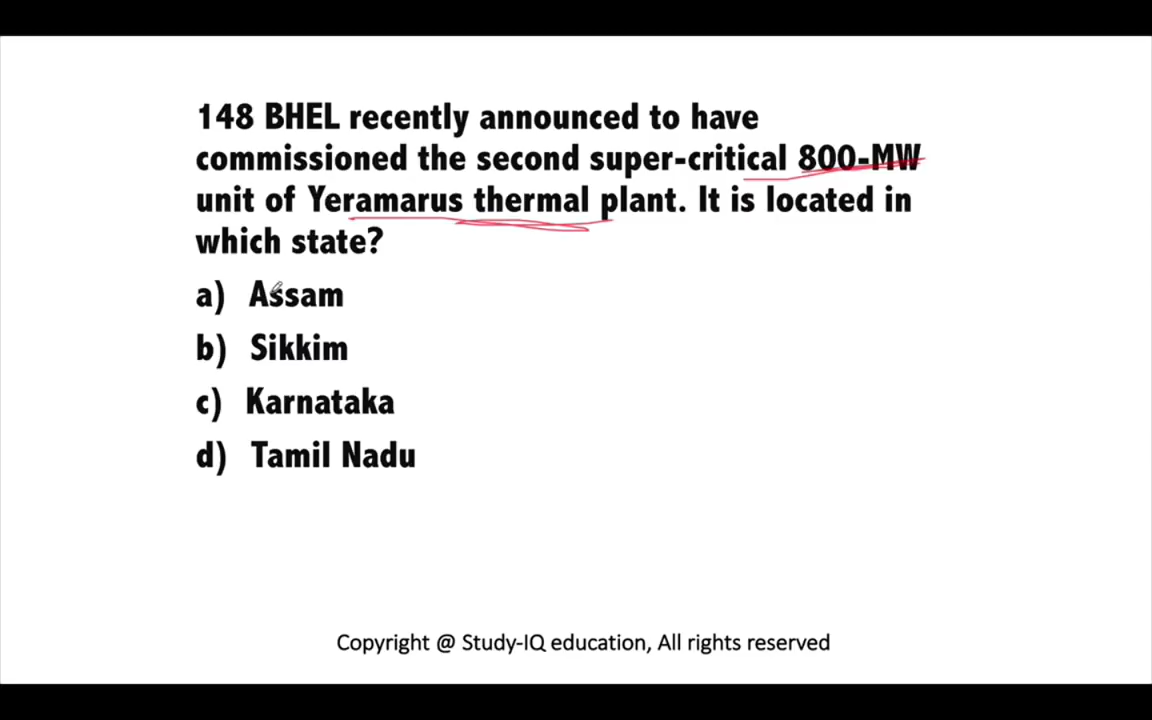 148 BHEL recently announced to have
commissioned the second super-critical 800-MW
unit of Yeramarus thermal plant. It is located in
which state?
a) Assam
b) Sikkim
c) Karnataka
d) Tamil Nadu
Copyright @ Study-IQ education, All rights reserved